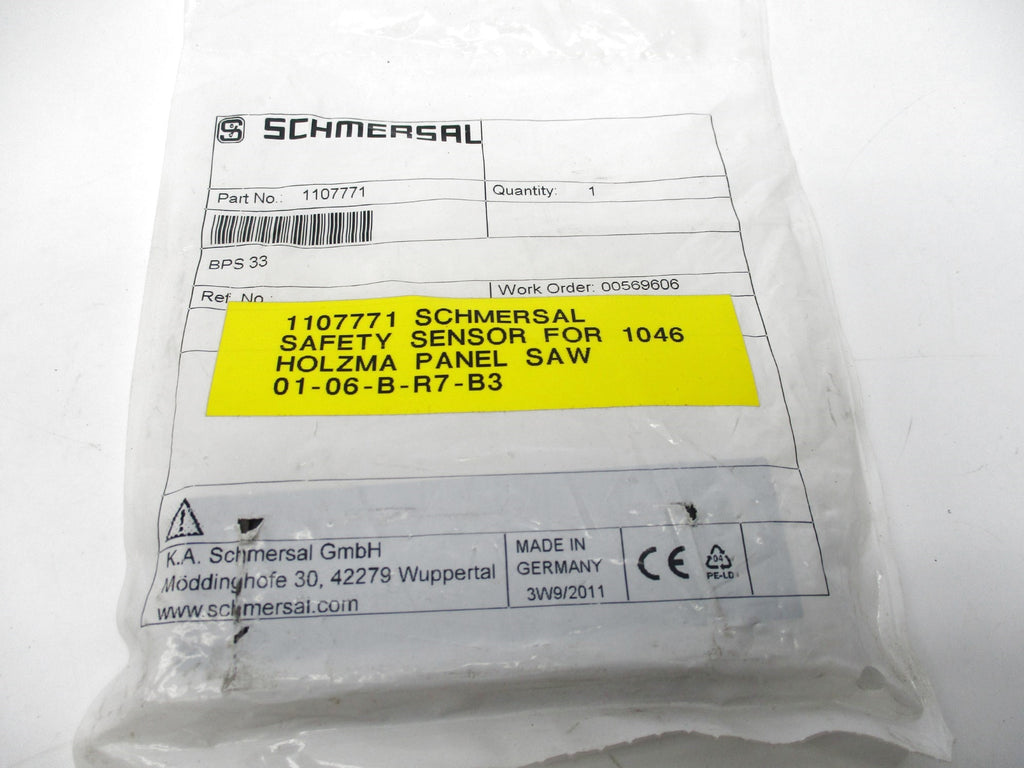 SCHMERSAL
Part No.: 1107771
Quantity: 1
BPS 33
Ref. No.:
Work Order: 00569606
1107771 SCHMERSAL
SAFETY SENSOR FOR 1046
HOLZMA PANEL SAW
01-06-B-R7-B3
K.A. Schmersal GmbH
Möddinghofe 30, 42279 Wuppertal
www.schmersal.com
MADE IN
GERMANY
3W9/2011
CE
04
PE-LD